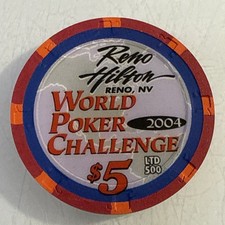 Reno
Hilton
RENO, NV
WORLD
POKER 2004
CHALLENGE
$5 LTD
500